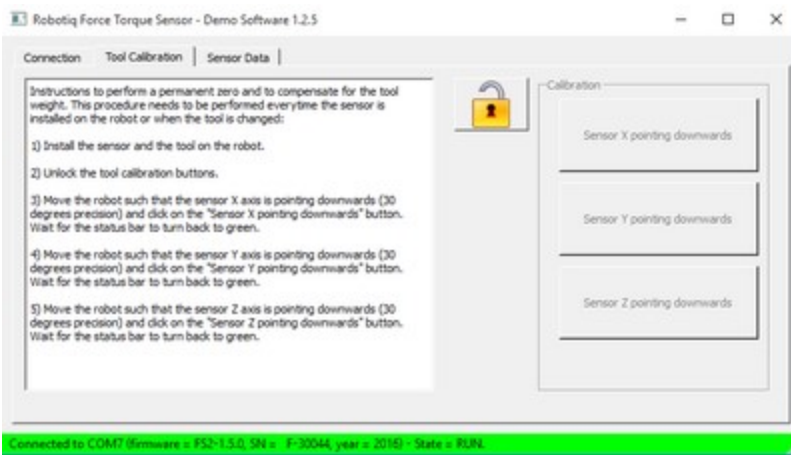 Robotiq Force Torque Sensor - Demo Software 1.2.5
Connection Tool Calibration Sensor Data
Instructions to perform a permanent zero and to compensate for the tool
weight. This procedure needs to be performed everytime the sensor is
installed on the robot or when the tool is changed:
1) Install the sensor and the tool on the robot.
2) Unlock the tool calibration buttons.
3) Move the robot such that the sensor X axis is pointing downwards (30
degrees precision) and click on the "Sensor X pointing downwards" button.
Wait for the status bar to turn back to green.
4) Move the robot such that the sensor Y axis is pointing downwards (30
degrees precision) and click on the "Sensor Y pointing downwards" button.
Wait for the status bar to turn back to green.
5) Move the robot such that the sensor Z axis is pointing downwards (30
degrees precision) and click on the "Sensor Z pointing downwards" button.
Wait for the status bar to turn back to green.
Calibration
Sensor X pointing downwards
Sensor Y pointing downwards
Sensor Z pointing downwards
Connected to COM7 (firmware = FS2-1.5.0, SN = F-30044, year = 2016) - State = RUN.